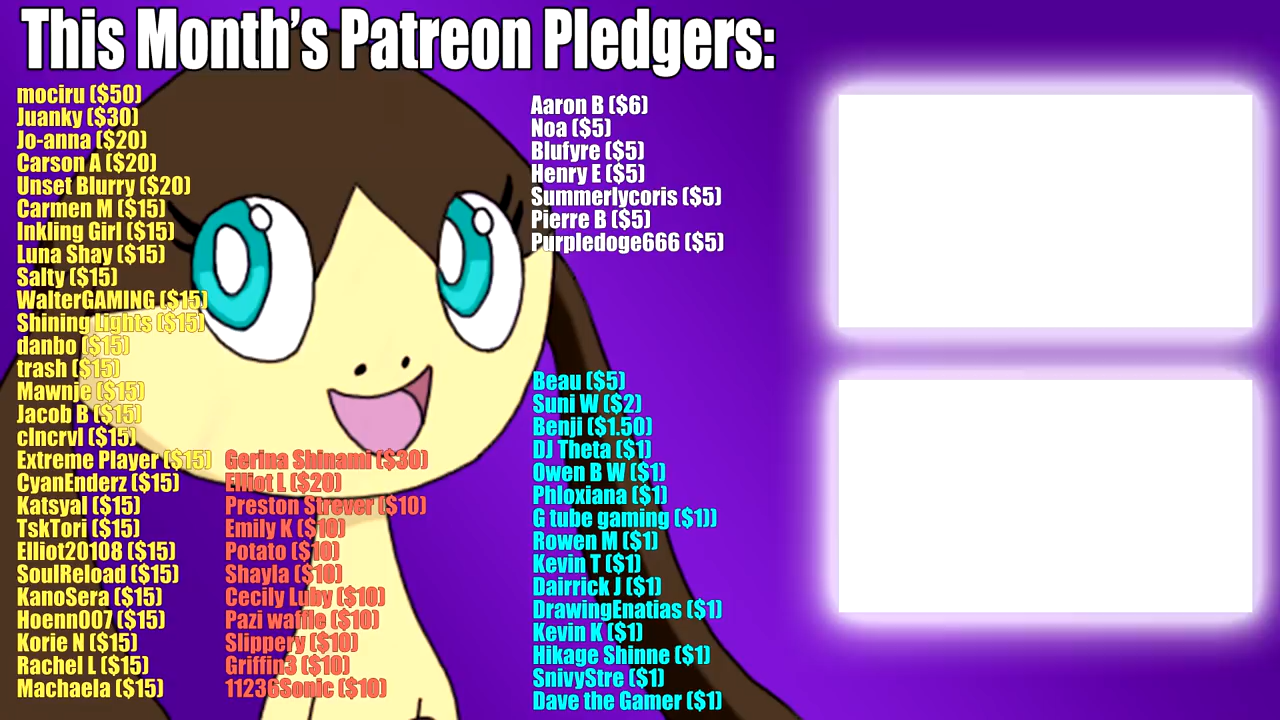 This Month's Patreon Pledgers:
mociru ($50)
Juanky ($30)
Jo-anna ($20)
Carson A ($20)
Unset Blurry ($20)
Carmen M ($15)
Inkling Girl ($15)
Luna Shay ($15)
Salty ($15)
WalterGAMING ($15)
Shining Lights ($15)
danbo ($15)
trash ($15)
Mawnje ($15)
Jacob B ($15)
clncrvl ($15)
Extreme Player ($15)
CyanEnderz ($15)
Katsyal ($15)
TskTori ($15)
Elliot20108 ($15)
SoulReload ($15)
KanoSera ($15)
Hoenn007 ($15)
Korie N ($15)
Rachel L ($15)
Machaela ($15)
Gerina Shinami ($30)
Elliot L ($20)
Preston Strever ($10)
Emily K ($10)
Potato ($10)
Shayla ($10)
Cecily Luby ($10)
Pazi waffle ($10)
Slippery ($10)
Griffin3 ($10)
11236Sonic ($10)
Aaron B ($6)
Noa ($5)
Blufyre ($5)
Henry E ($5)
Summerlycoris ($5)
Pierre B ($5)
Purpledoge666 ($5)
Beau ($5)
Suni W ($2)
Benji ($1.50)
DJ Theta ($1)
Owen B W ($1)
Phloxiana ($1)
G tube gaming ($1))
Rowen M ($1)
Kevin T ($1)
Dairrick J ($1)
DrawingEnatias ($1)
Kevin K ($1)
Hikage Shinne ($1)
SnivyStre ($1)
Dave the Gamer ($1)